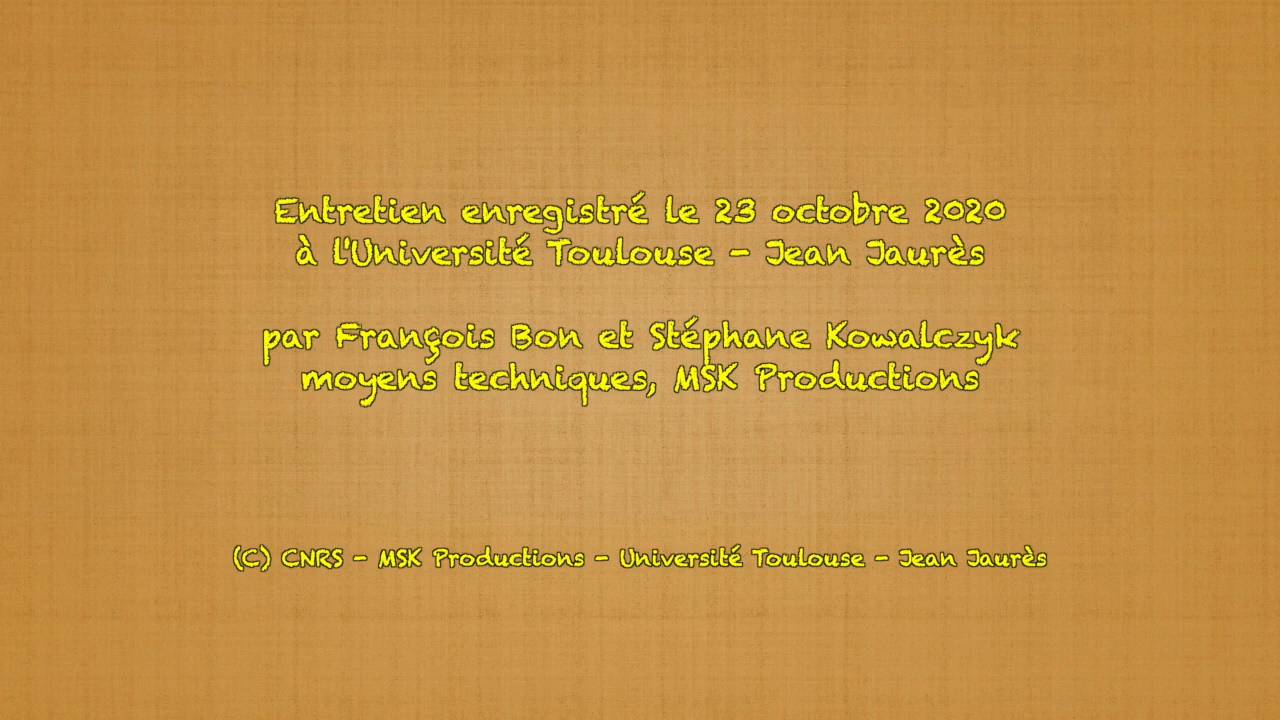 Entretien enregistré le 23 octobre 2020
à l'Université Toulouse - Jean Jaurès
par François Bon et Stéphane Kowalczyk
moyens techniques, MSK Productions
(C) CNRS - MSK Productions - Université Toulouse - Jean Jaurès